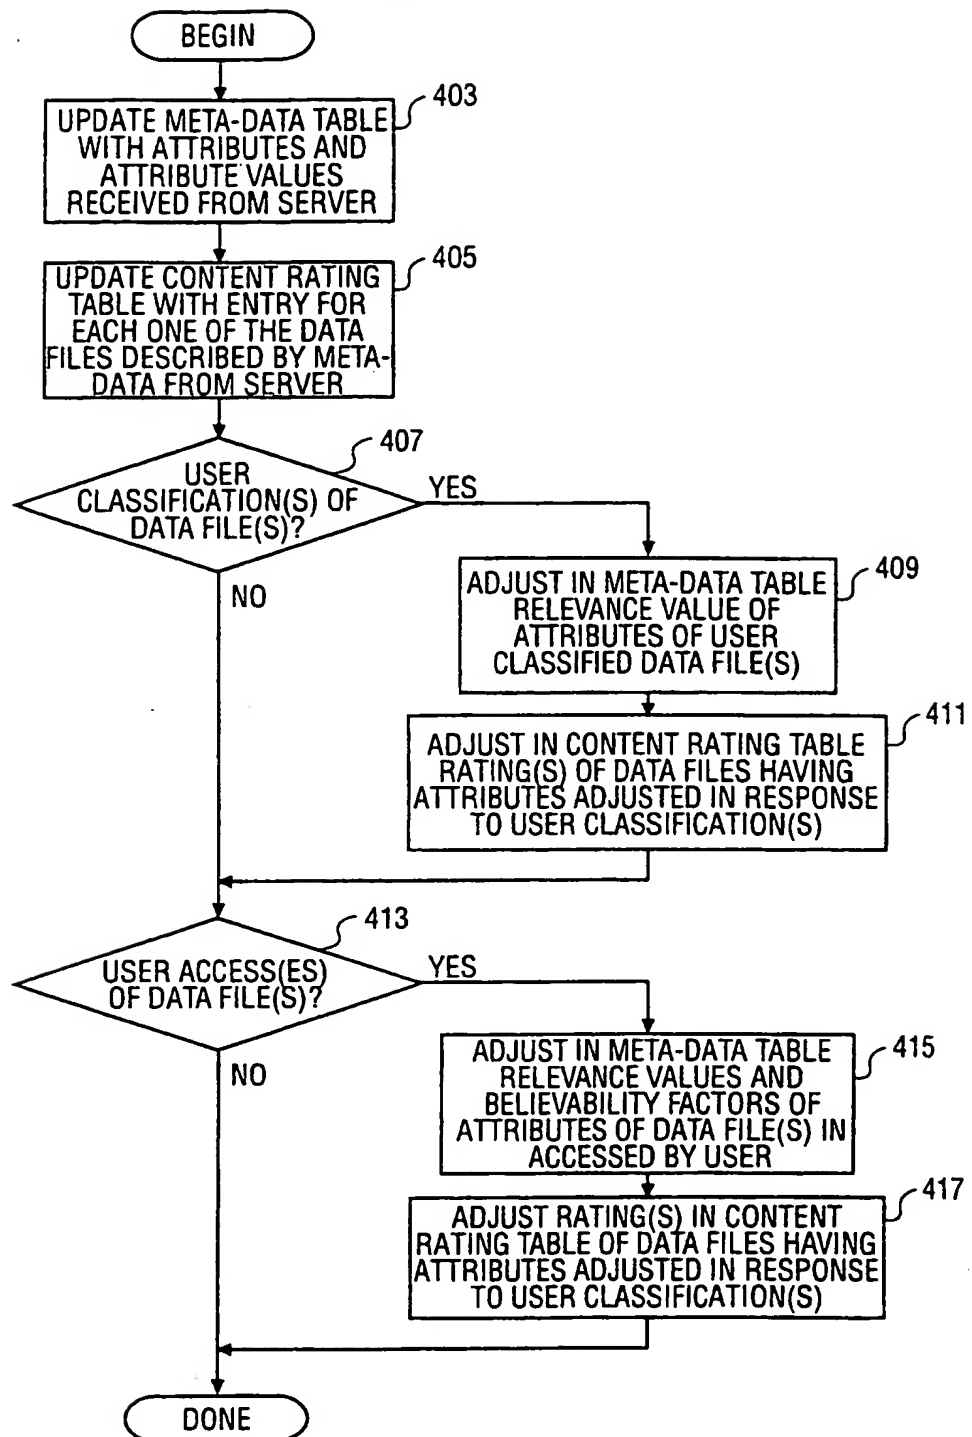 BEGIN
403
UPDATE META-DATA TABLE
WITH ATTRIBUTES AND
ATTRIBUTE VALUES
RECEIVED FROM SERVER
405
UPDATE CONTENT RATING
TABLE WITH ENTRY FOR
EACH ONE OF THE DATA
FILES DESCRIBED BY META-
DATA FROM SERVER
407
USER
CLASSIFICATION(S) OF
DATA FILE(S)?
YES
NO
409
ADJUST IN META-DATA TABLE
RELEVANCE VALUE OF
ATTRIBUTES OF USER
CLASSIFIED DATA FILE(S)
411
ADJUST IN CONTENT RATING TABLE
RATING(S) OF DATA FILES HAVING
ATTRIBUTES ADJUSTED IN RESPONSE
TO USER CLASSIFICATION(S)
413
USER ACCESS(ES)
OF DATA FILE(S)?
YES
NO
415
ADJUST IN META-DATA TABLE
RELEVANCE VALUES AND
BELIEVABILITY FACTORS OF
ATTRIBUTES OF DATA FILE(S) IN
ACCESSED BY USER
417
ADJUST RATING(S) IN CONTENT
RATING TABLE OF DATA FILES HAVING
ATTRIBUTES ADJUSTED IN RESPONSE
TO USER CLASSIFICATION(S)
DONE